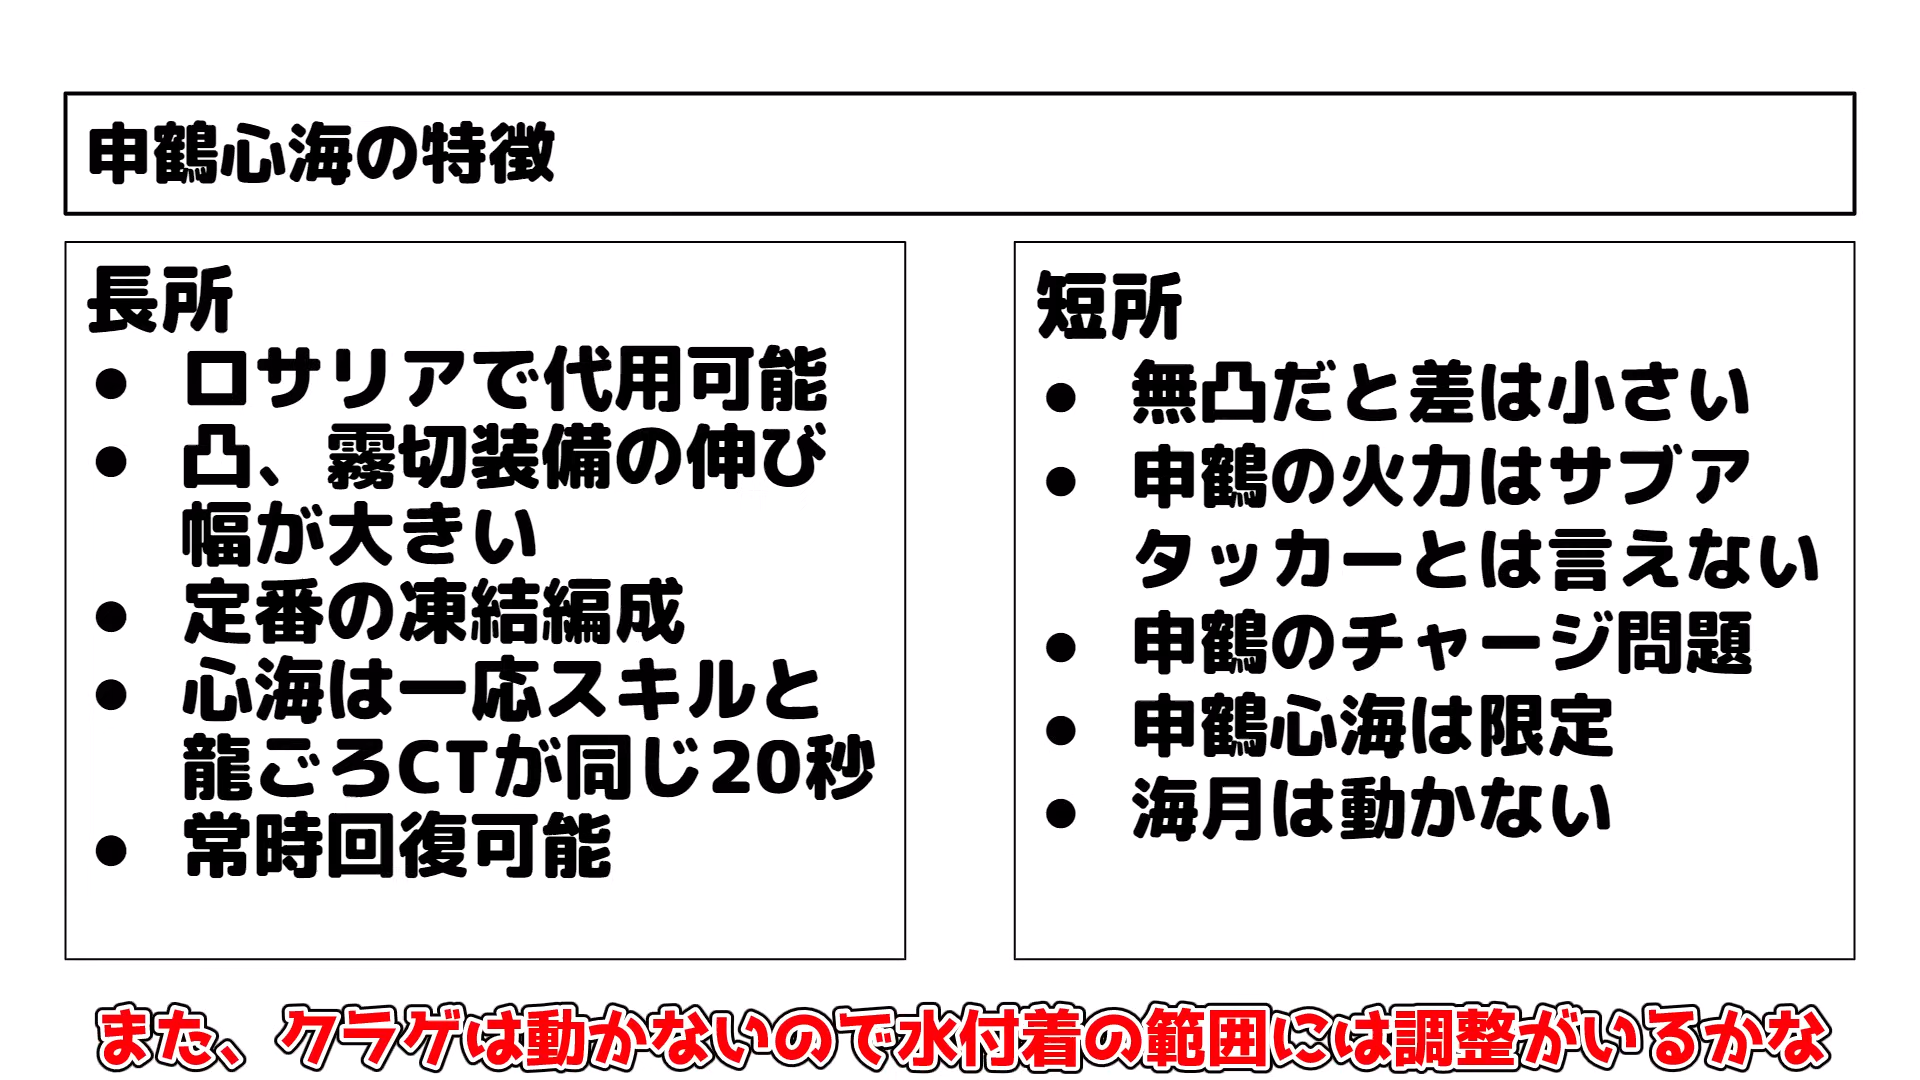 申鶴心海の特徴
長所
● ロサリアで代用可能
● 凸、霧切装備の伸び
幅が大きい
● 定番の凍結編成
● 心海は一応スキルと
龍ごろCTが同じ20秒
● 常時回復可能
短所
● 無凸だと差は小さい
● 申鶴の火力はサブア
タッカーとは言えない
● 申鶴のチャージ問題
● 申鶴心海は限定
● 海月は動かない
また、クラゲは動かないので水付着の範囲には調整がいるかな